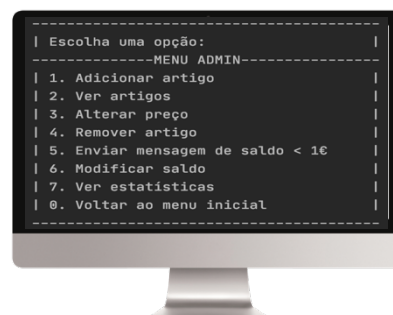 ------------------------------------
| Escolha uma opção: |
--------------MENU ADMIN---------------
| 1. Adicionar artigo |
| 2. Ver artigos |
| 3. Alterar preço |
| 4. Remover artigo |
| 5. Enviar mensagem de saldo < 1€ |
| 6. Modificar saldo |
| 7. Ver estatísticas |
| 0. Voltar ao menu inicial |
---------------------------------------